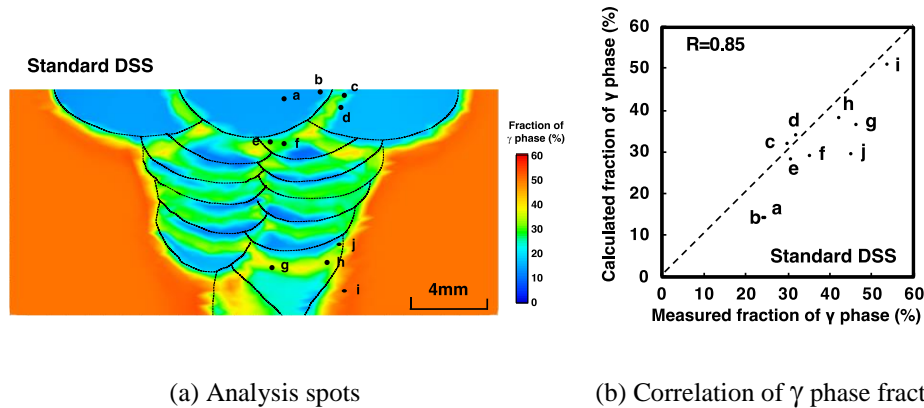 Standard DSS
a
b
c
d
e
f
g
h
i
j
4mm
Fraction of
γ phase (%)
60
50
40
30
20
10
0
(a) Analysis spots
Calculated fraction of γ phase (%)
60
50
40
30
20
10
0
R=0.85
i
h
g
d
c
f
j
e
a
b
Standard DSS
0 10 20 30 40 50 60
Measured fraction of γ phase (%)
(b) Correlation of γ phase fract